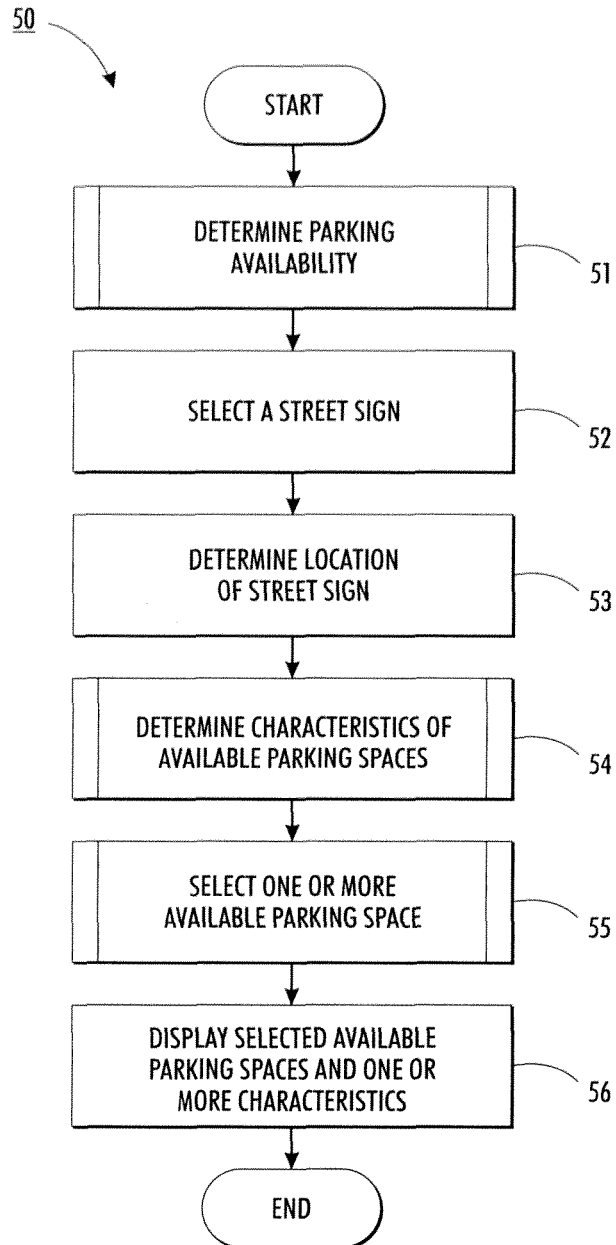 50
START
DETERMINE PARKING
AVAILABILITY
51
SELECT A STREET SIGN
52
DETERMINE LOCATION
OF STREET SIGN
53
DETERMINE CHARACTERISTICS OF
AVAILABLE PARKING SPACES
54
SELECT ONE OR MORE
AVAILABLE PARKING SPACE
55
DISPLAY SELECTED AVAILABLE
PARKING SPACES AND ONE OR
MORE CHARACTERISTICS
56
END